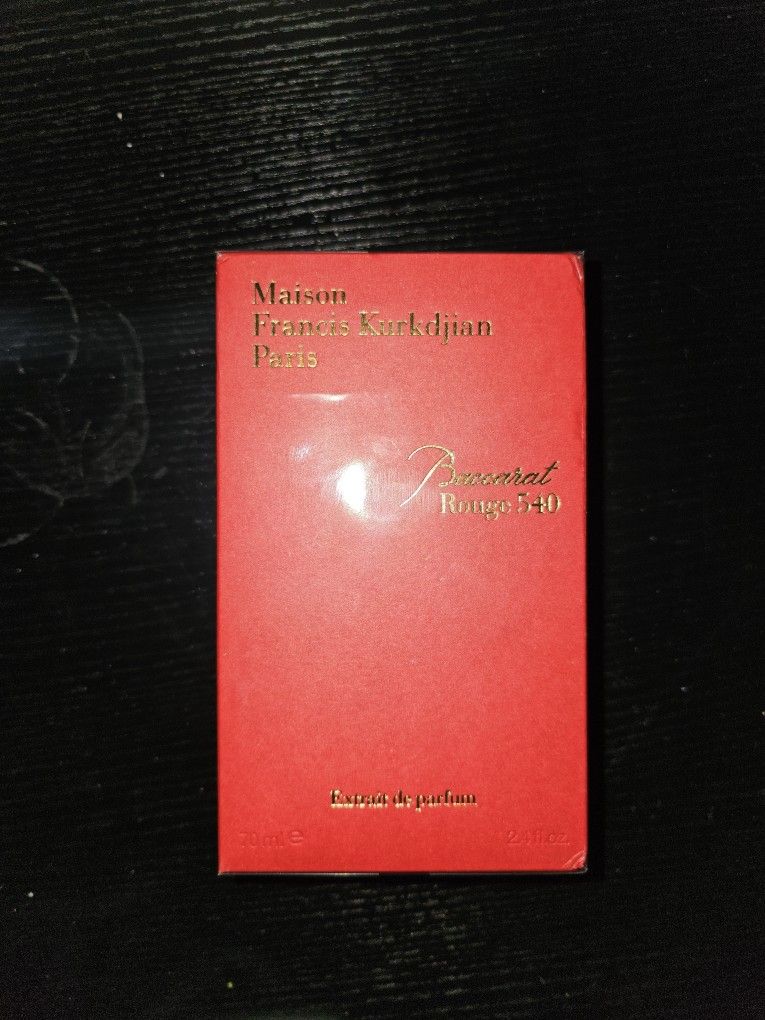 Maison
Francis Kurkdjian
Paris
Baccarat
Rouge 540
Extrait de parfum
70 ml e 2.4 fl.oz.